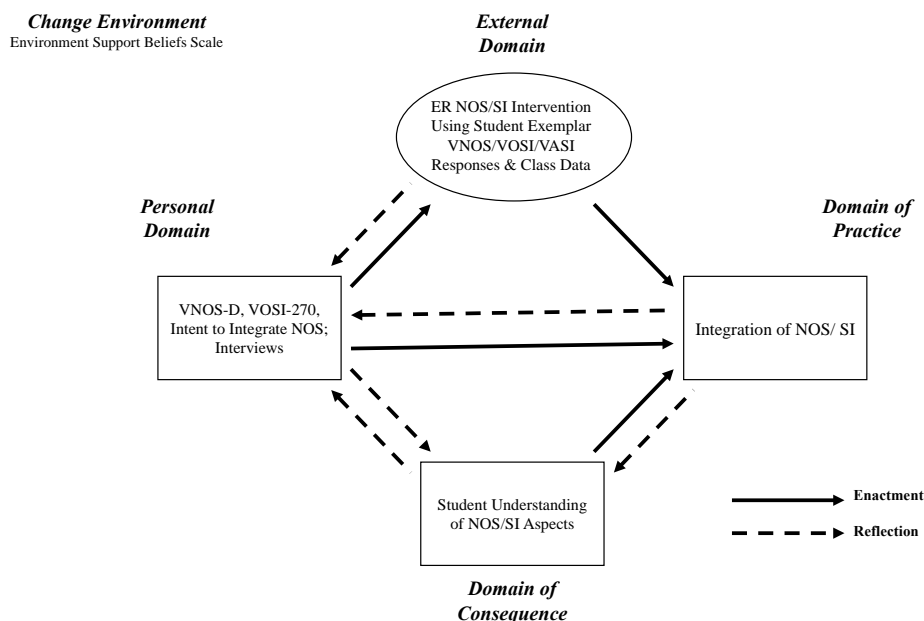 Change Environment
Environment Support Beliefs Scale
External
Domain
ER NOS/SI Intervention
Using Student Exemplar
VNOS/VOSI/VASI
Responses & Class Data
Personal
Domain
Domain of
Practice
VNOS-D, VOSI-270,
Intent to Integrate NOS;
Interviews
Integration of NOS/ SI
Student Understanding
of NOS/SI Aspects
Enactment
Reflection
Domain of
Consequence